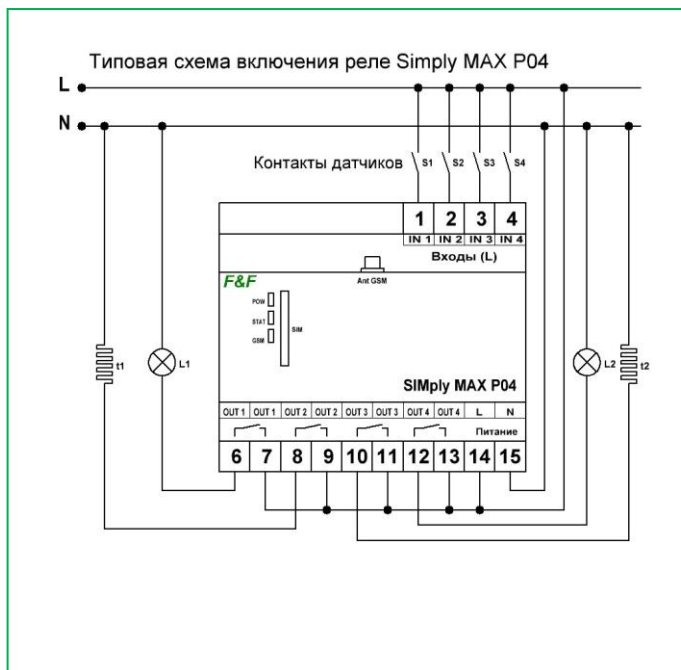 Типовая схема включения реле Simply MAX P04
L
N
Контакты датчиков
S1 S2 S3 S4
1 2 3 4
IN 1 IN 2 IN 3 IN 4
Входы (L)
F&F
Ant GSM
POW
STAT
GSM
SIM
t1
L1
L2
t2
SIMply MAX P04
OUT 1 OUT 1 OUT 2 OUT 2 OUT 3 OUT 3 OUT 4 OUT 4 L N
Питание
6 7 8 9 10 11 12 13 14 15